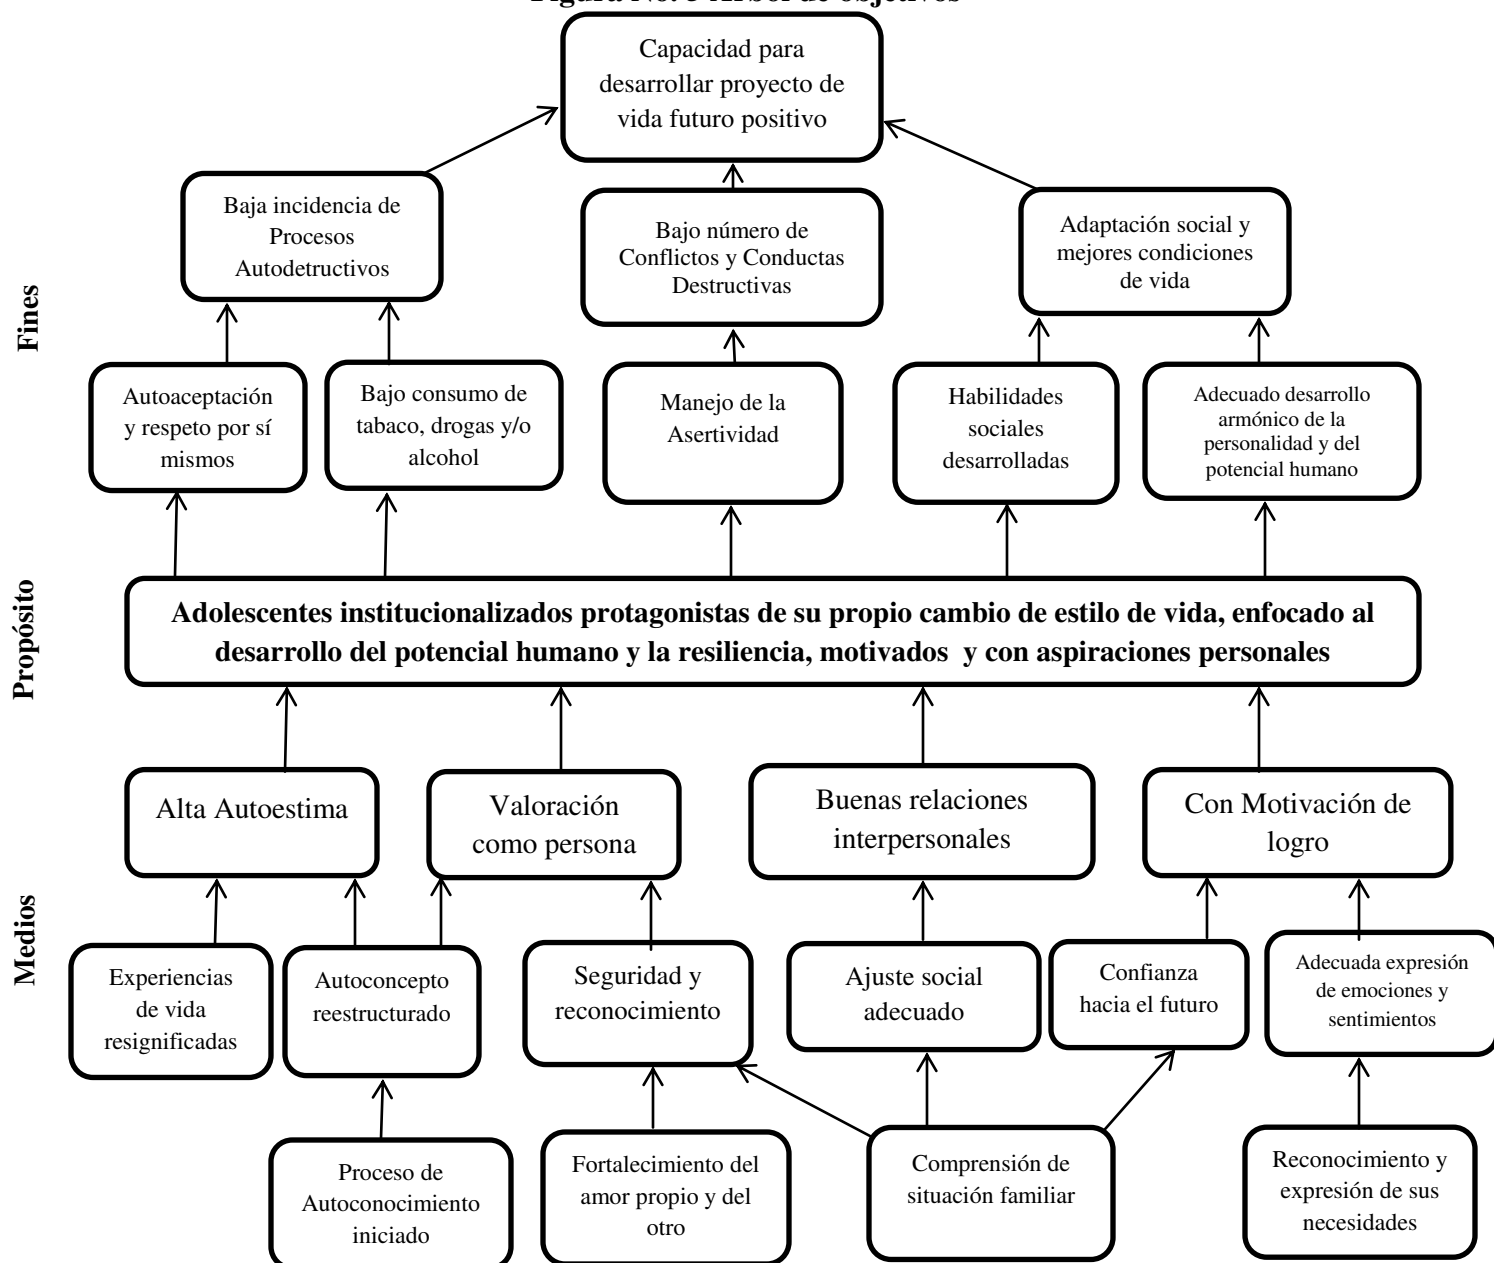 Figura No. 3 Árbol de objetivos
Capacidad para
desarrollar proyecto de
vida futuro positivo
Baja incidencia de
Procesos
Autodetructivos
Bajo número de
Conflictos y Conductas
Destructivas
Adaptación social y
mejores condiciones
de vida
Fines
Autoaceptación
y respeto por sí
mismos
Bajo consumo de
tabaco, drogas y/o
alcohol
Manejo de la
Asertividad
Habilidades
sociales
desarrolladas
Adecuado desarrollo
armónico de la
personalidad y del
potencial humano
Propósito
Adolescentes institucionalizados protagonistas de su propio cambio de estilo de vida, enfocado al
desarrollo del potencial humano y la resiliencia, motivados y con aspiraciones personales
Alta Autoestima
Valoración
como persona
Buenas relaciones
interpersonales
Con Motivación de
logro
Medios
Experiencias
de vida
resignificadas
Autoconcepto
reestructurado
Seguridad y
reconocimiento
Ajuste social
adecuado
Confianza
hacia el futuro
Adecuada expresión
de emociones y
sentimientos
Proceso de
Autoconocimiento
iniciado
Fortalecimiento del
amor propio y del
otro
Comprensión de
situación familiar
Reconocimiento y
expresión de sus
necesidades